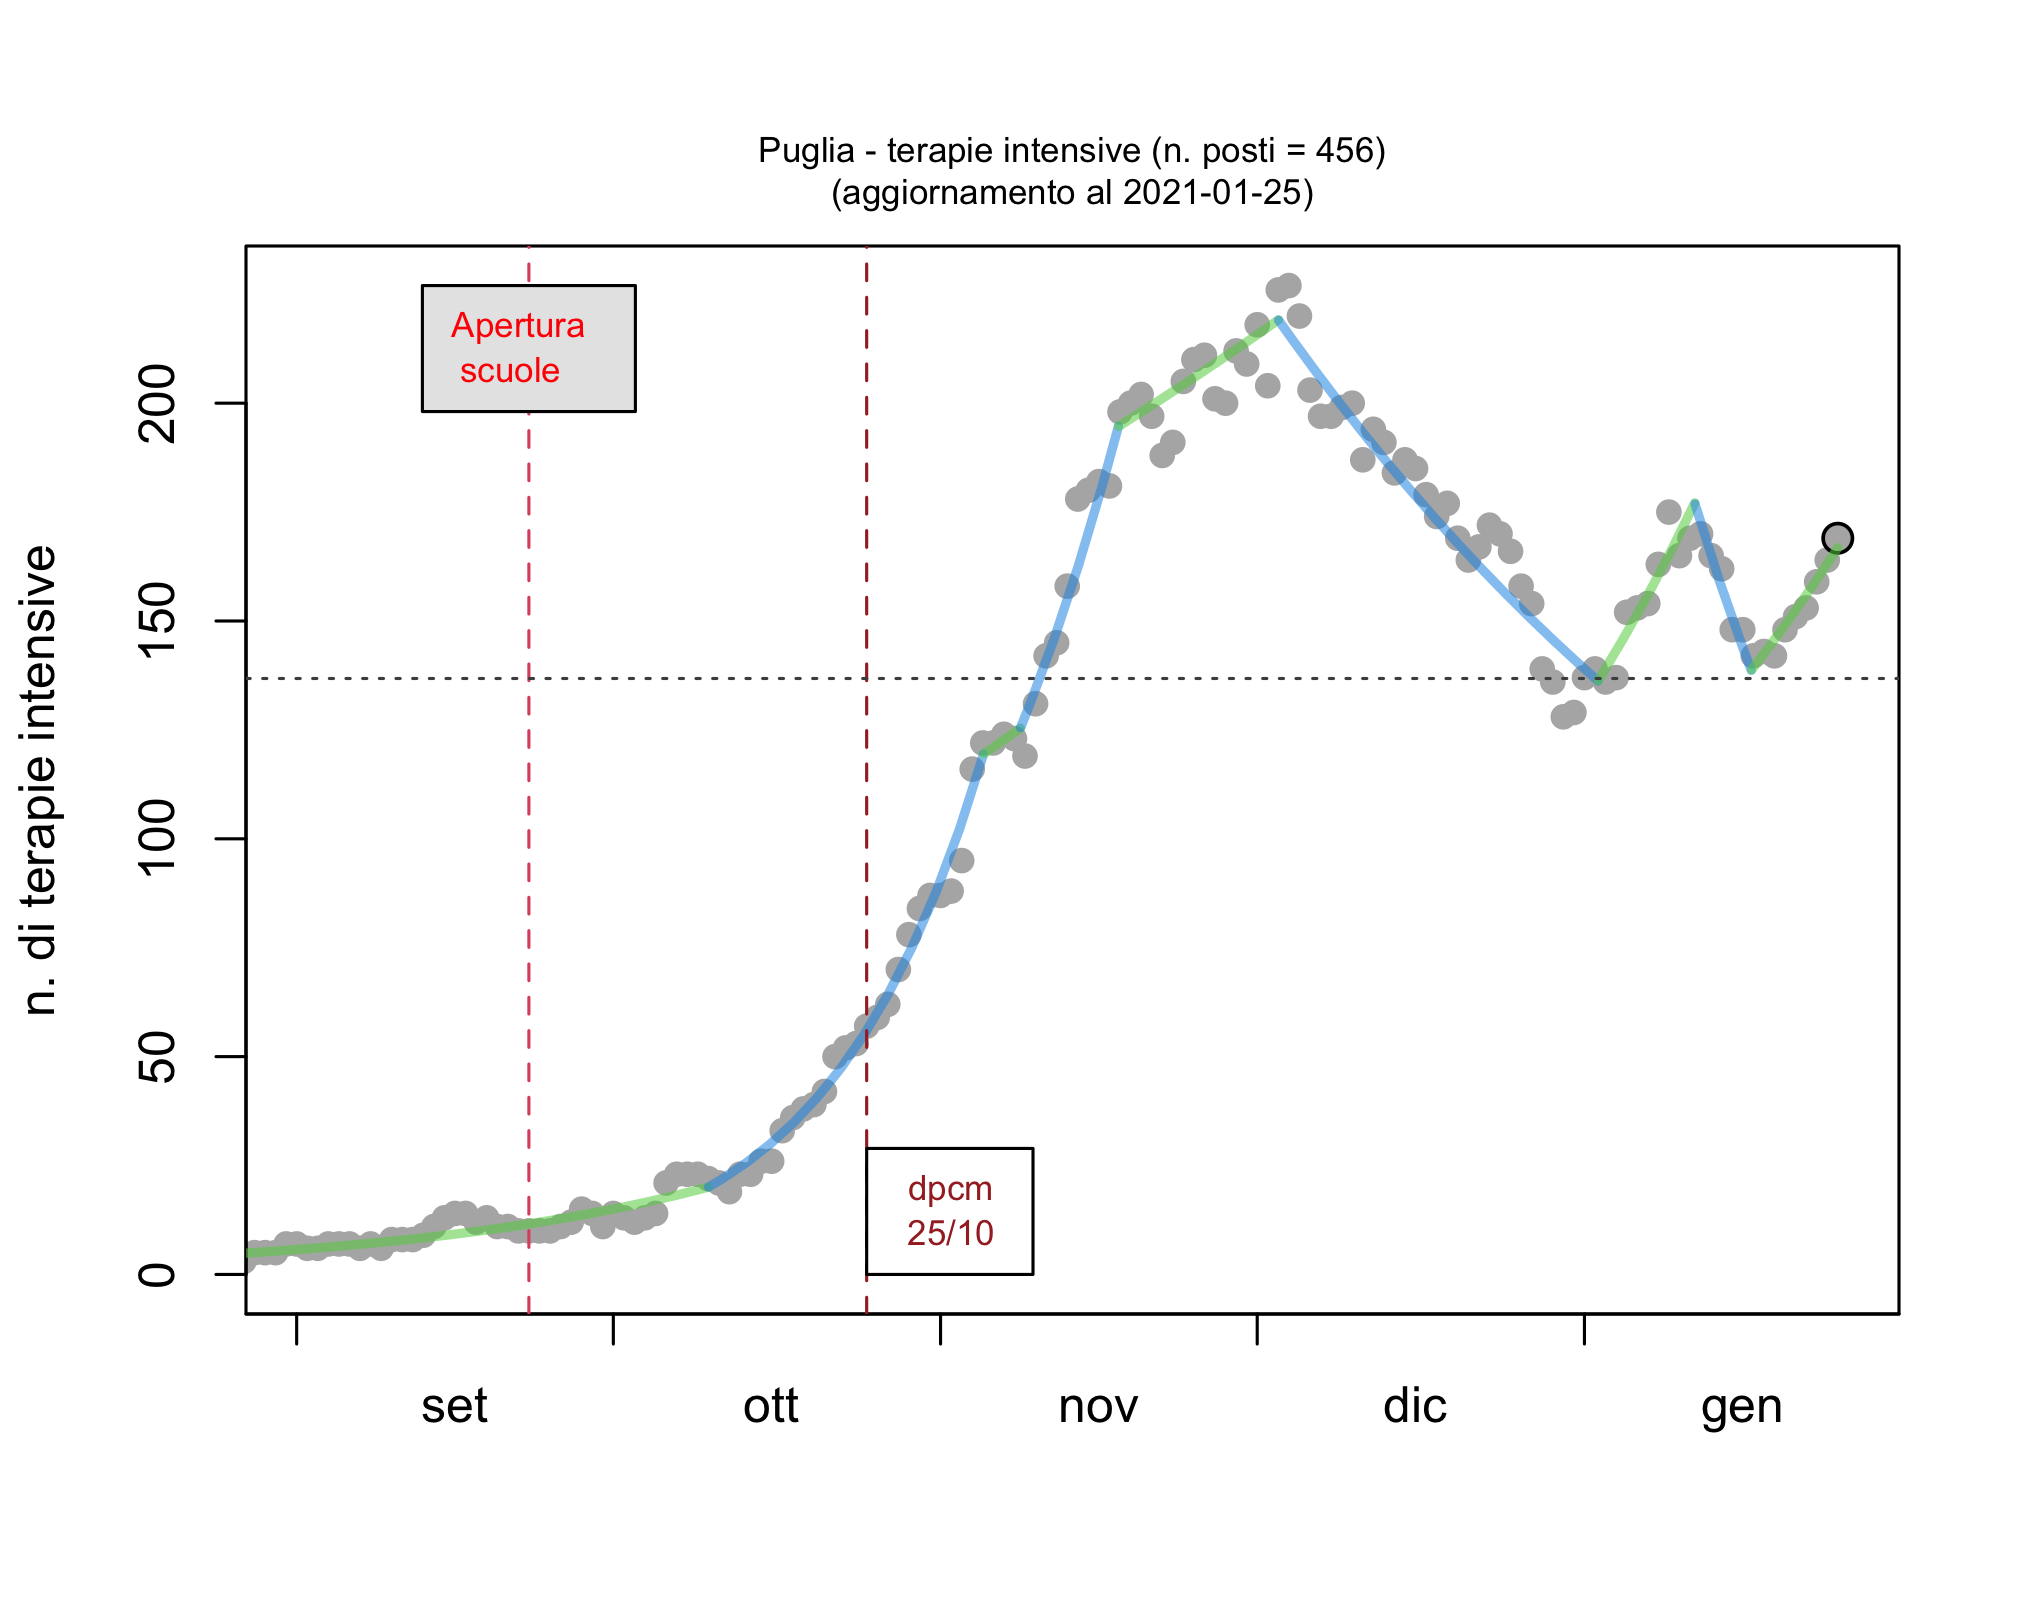 Puglia - terapie intensive (n. posti = 456)
(aggiornamento al 2021-01-25)
Apertura
scuole
n. di terapie intensive
200
150
100
50
0
dpcm
25/10
set
ott
nov
dic
gen